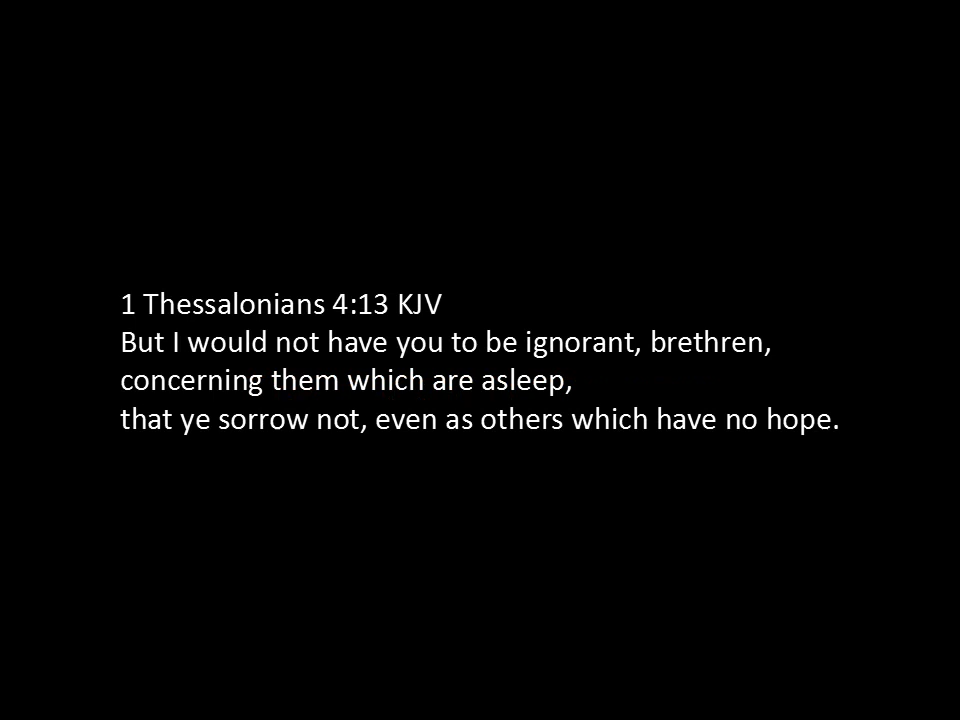 1 Thessalonians 4:13 KJV
But I would not have you to be ignorant, brethren,
concerning them which are asleep,
that ye sorrow not, even as others which have no hope.